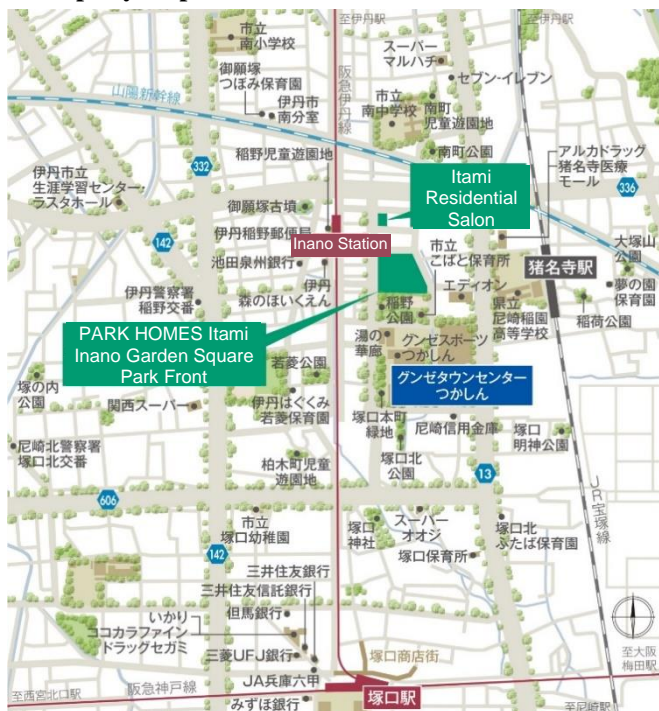 至伊丹駅
至伊丹駅
市立
南小学校
御願塚
つぼみ保育園
伊丹市
南分室
阪急伊丹線
スーパー
マルハチ
セブン-イレブン
市立
南中学校
南町
児童遊園地
山陽新幹線
稲野児童遊園地
南町公園
アルカドラッグ
猪名寺医療
モール
332
336
伊丹市立
生涯学習センター・
ラスタホール
Itami
Residential
Salon
御願塚古墳
伊丹稲野郵便局
Inano Station
142
池田泉州銀行
伊丹
森のほいくえん
市立
こばと保育所
猪名寺駅
大塚山
公園
夢の園
保育園
伊丹警察署
稲野交番
エディオン
稲野
公園
県立
尼崎稲園
高等学校
稲荷公園
PARK HOMES Itami
Inano Garden Square
Park Front
湯の
華廊
グンゼスポーツ
つかしん
若菱公園
塚の内
公園
グンゼタウンセンター
つかしん
関西スーパー
伊丹はぐくみ
若菱保育園
塚口本町
緑地
尼崎信用金庫
塚口
明神公園
尼崎北警察署
塚口北交番
柏木町児童
遊園地
塚口北
公園
13
JR宝塚線
606
市立
塚口幼稚園
塚口
神社
スーパー
オオジ
塚口北
ふたば保育園
142
塚口保育所
三井住友銀行
三井住友信託銀行
但馬銀行
いかり
ココカラファイン
ドラッグセガミ
三菱UFJ銀行
塚口商店街
JA兵庫六甲
至大阪
梅田駅
至西宮北口駅
阪急神戸線
みずほ銀行
塚口駅
至尼崎駅